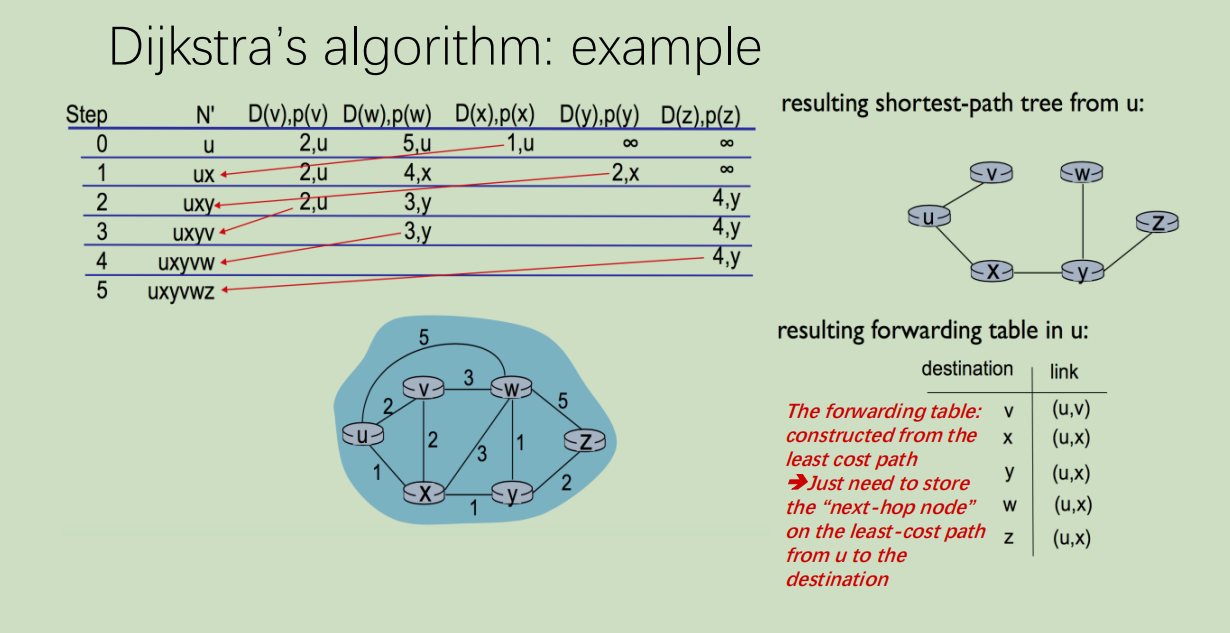 Dijkstra's algorithm: example
Step N' D(v),p(v) D(w),p(w) D(x),p(x) D(y),p(y) D(z),p(z)
0 u 2,u 5,u 1,u ∞ ∞
1 ux 2,u 4,x 2,x ∞
2 uxy 2,u 3,y 4,y
3 uxyv 3,y 4,y
4 uxyvw 4,y
5 uxyvwz
5
v 3 w
2 5
u 2 3 1 z
1 2
x 1 y
resulting shortest-path tree from u:
v w
u z
x y
resulting forwarding table in u:
destination link
v (u,v)
x (u,x)
y (u,x)
w (u,x)
z (u,x)
The forwarding table:
constructed from the
least cost path
➔Just need to store
the "next-hop node"
on the least-cost path
from u to the
destination